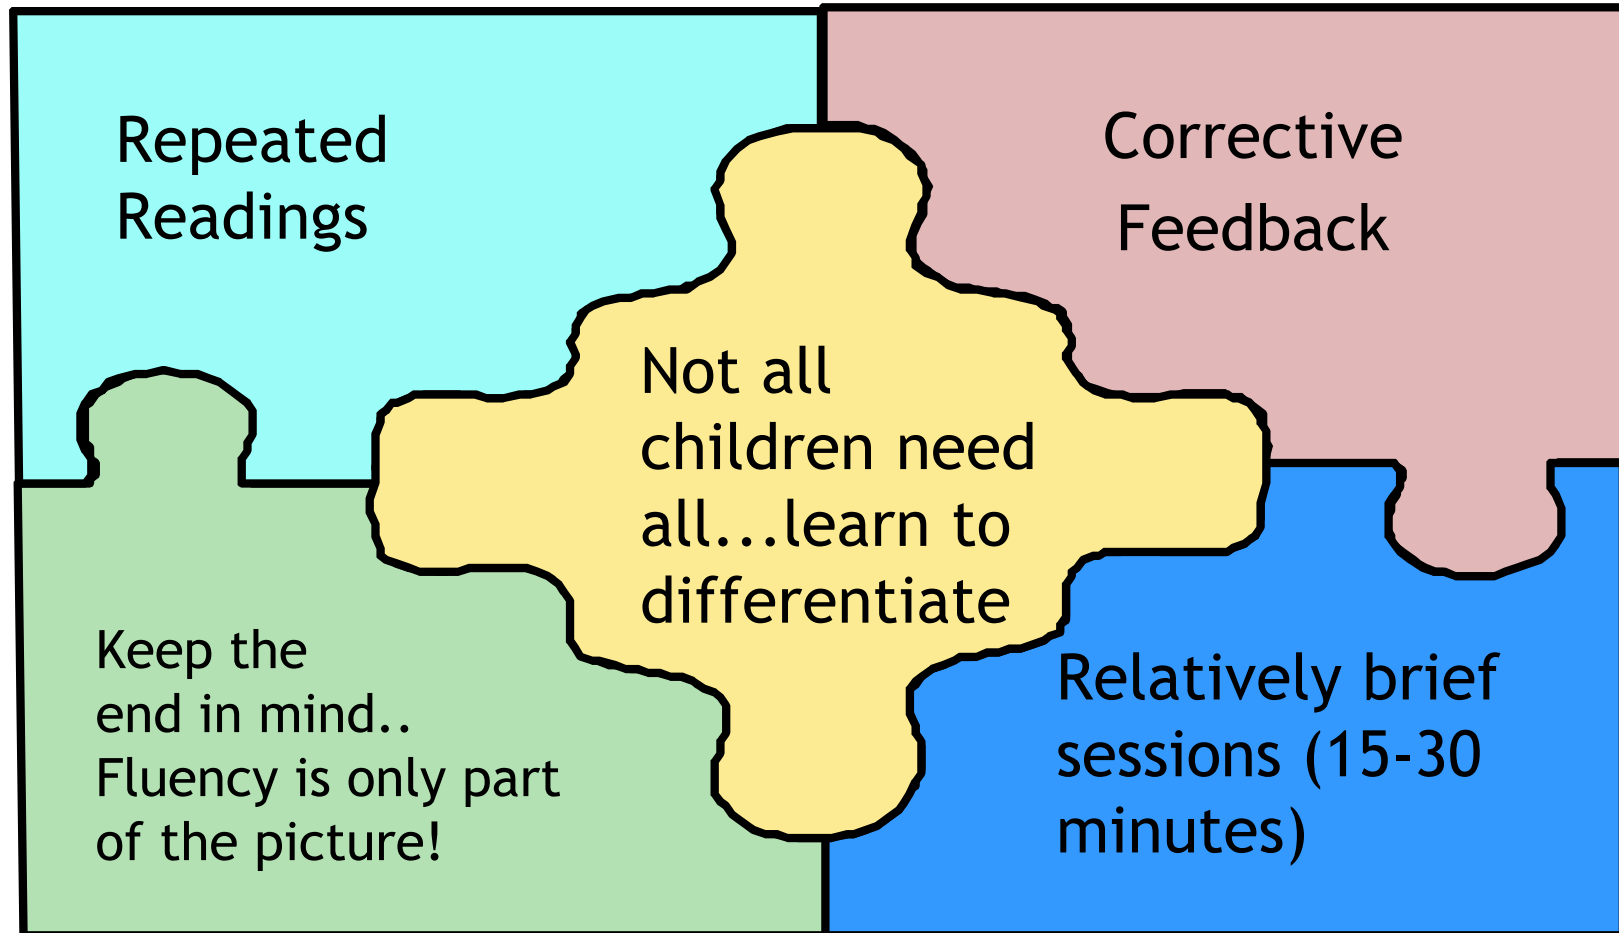 Repeated
Readings
Corrective
Feedback
Not all
children need
all...learn to
differentiate
Keep the
end in mind..
Fluency is only part
of the picture!
Relatively brief
sessions (15-30
minutes)